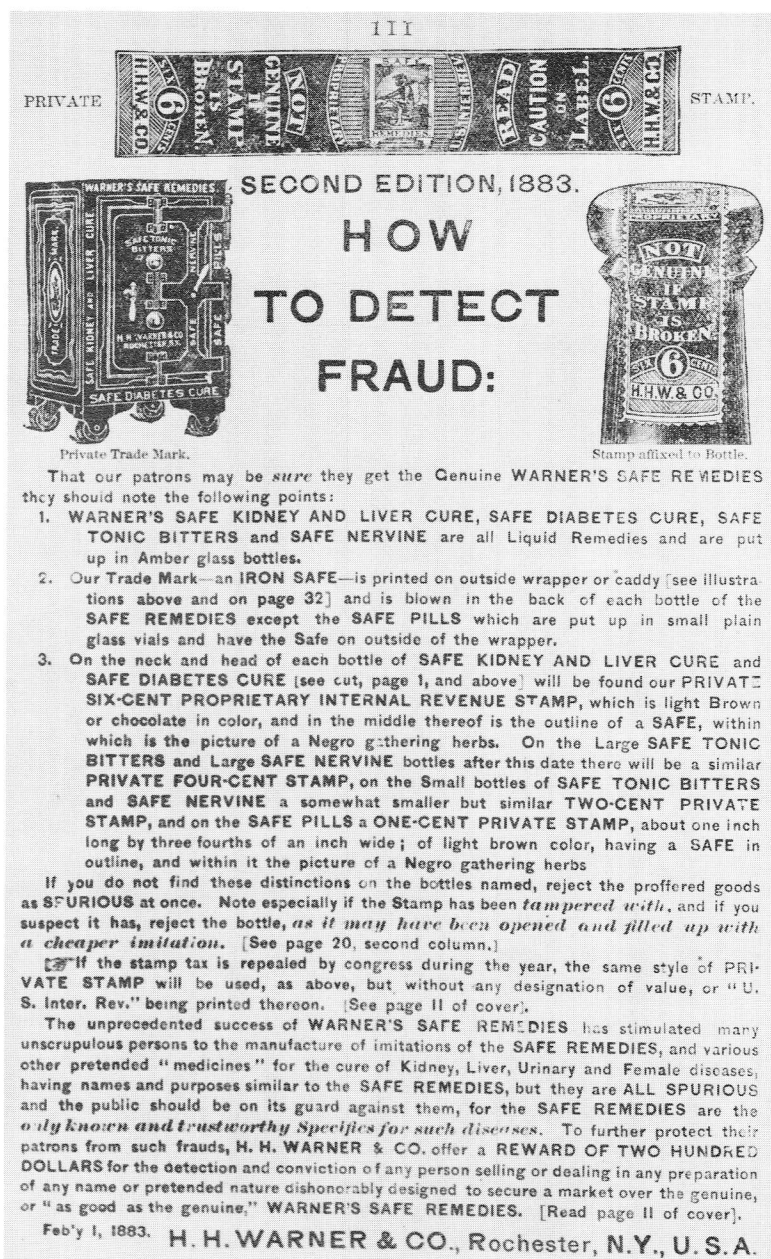 III
PRIVATE
H.H.W.& CO.
SIX 6 CENTS
NOT GENUINE IF STAMP IS BROKEN
SAFE
REMEDIES
READ CAUTION ON LABEL.
SIX 6 CENTS
H.H.W.& CO.
STAMP.
SECOND EDITION, 1883.
HOW
TO DETECT
FRAUD:
WARNER'S SAFE REMEDIES
TRADE MARK
SAFE KIDNEY AND LIVER CURE
SAFE TONIC
BITTERS
H. H. WARNER & CO
ROCHESTER, N.Y.
SAFE NERVINE
SAFE PILLS
SAFE DIABETES CURE
Private Trade Mark.
PROPRIETARY
NOT
GENUINE
IF
STAMP
IS
BROKEN
SIX 6 CENTS
H.H.W. & CO.
Stamp affixed to Bottle.
That our patrons may be sure they get the Genuine WARNER'S SAFE REMEDIES
they should note the following points:
1. WARNER'S SAFE KIDNEY AND LIVER CURE, SAFE DIABETES CURE, SAFE
TONIC BITTERS and SAFE NERVINE are all Liquid Remedies and are put
up in Amber glass bottles.
2. Our Trade Mark—an IRON SAFE—is printed on outside wrapper or caddy [see illustra-
tions above and on page 32] and is blown in the back of each bottle of the
SAFE REMEDIES except the SAFE PILLS which are put up in small plain
glass vials and have the Safe on outside of the wrapper.
3. On the neck and head of each bottle of SAFE KIDNEY AND LIVER CURE and
SAFE DIABETES CURE [see cut, page 1, and above] will be found our PRIVATE
SIX-CENT PROPRIETARY INTERNAL REVENUE STAMP, which is light Brown
or chocolate in color, and in the middle thereof is the outline of a SAFE, within
which is the picture of a Negro gathering herbs. On the Large SAFE TONIC
BITTERS and Large SAFE NERVINE bottles after this date there will be a similar
PRIVATE FOUR-CENT STAMP, on the Small bottles of SAFE TONIC BITTERS
and SAFE NERVINE a somewhat smaller but similar TWO-CENT PRIVATE
STAMP, and on the SAFE PILLS a ONE-CENT PRIVATE STAMP, about one inch
long by three fourths of an inch wide; of light brown color, having a SAFE in
outline, and within it the picture of a Negro gathering herbs
If you do not find these distinctions on the bottles named, reject the proffered goods
as SPURIOUS at once. Note especially if the Stamp has been tampered with, and if you
suspect it has, reject the bottle, as it may have been opened and filled up with
a cheaper imitation. [See page 20, second column.]
☞If the stamp tax is repealed by congress during the year, the same style of PRI-
VATE STAMP will be used, as above, but without any designation of value, or "U.
S. Inter. Rev." being printed thereon. [See page II of cover].
The unprecedented success of WARNER'S SAFE REMEDIES has stimulated many
unscrupulous persons to the manufacture of imitations of the SAFE REMEDIES, and various
other pretended "medicines" for the cure of Kidney, Liver, Urinary and Female diseases,
having names and purposes similar to the SAFE REMEDIES, but they are ALL SPURIOUS
and the public should be on its guard against them, for the SAFE REMEDIES are the
only known and trustworthy Specifics for such diseases. To further protect their
patrons from such frauds, H. H. WARNER & CO. offer a REWARD OF TWO HUNDRED
DOLLARS for the detection and conviction of any person selling or dealing in any preparation
of any name or pretended nature dishonorably designed to secure a market over the genuine,
or "as good as the genuine," WARNER'S SAFE REMEDIES. [Read page II of cover].
Feb'y 1, 1883. H. H. WARNER & CO., Rochester, N.Y., U.S.A.